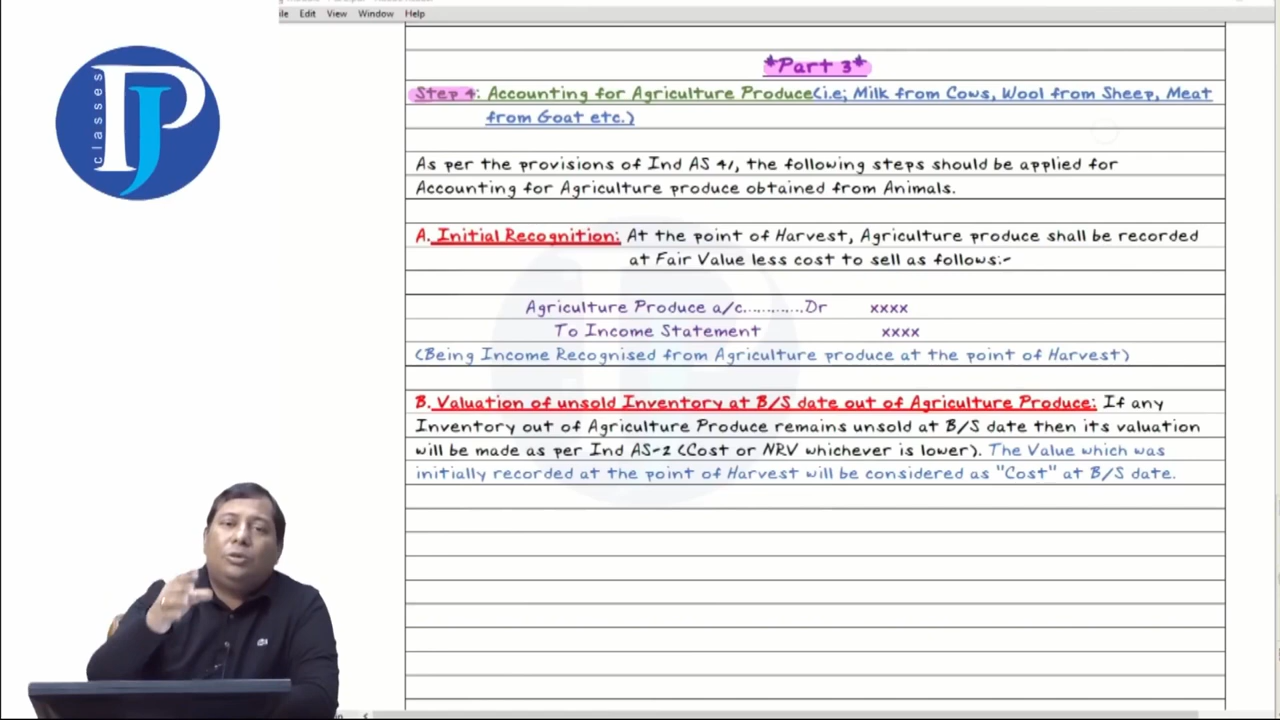 File Edit View Window Help
classes
PJ
*Part 3*
Step 4: Accounting for Agriculture Produce(i.e; Milk from Cows, Wool from Sheep, Meat
from Goat etc.)
As per the provisions of Ind AS 41, the following steps should be applied for
Accounting for Agriculture produce obtained from Animals.
A. Initial Recognition: At the point of Harvest, Agriculture produce shall be recorded
at Fair Value less cost to sell as follows:-
Agriculture Produce a/c.............Dr xxxx
To Income Statement xxxx
(Being Income Recognised from Agriculture produce at the point of Harvest)
B. Valuation of unsold Inventory at B/S date out of Agriculture Produce: If any
Inventory out of Agriculture Produce remains unsold at B/S date then its valuation
will be made as per Ind AS-2 (Cost or NRV whichever is lower). The Value which was
initially recorded at the point of Harvest will be considered as "Cost" at B/S date.